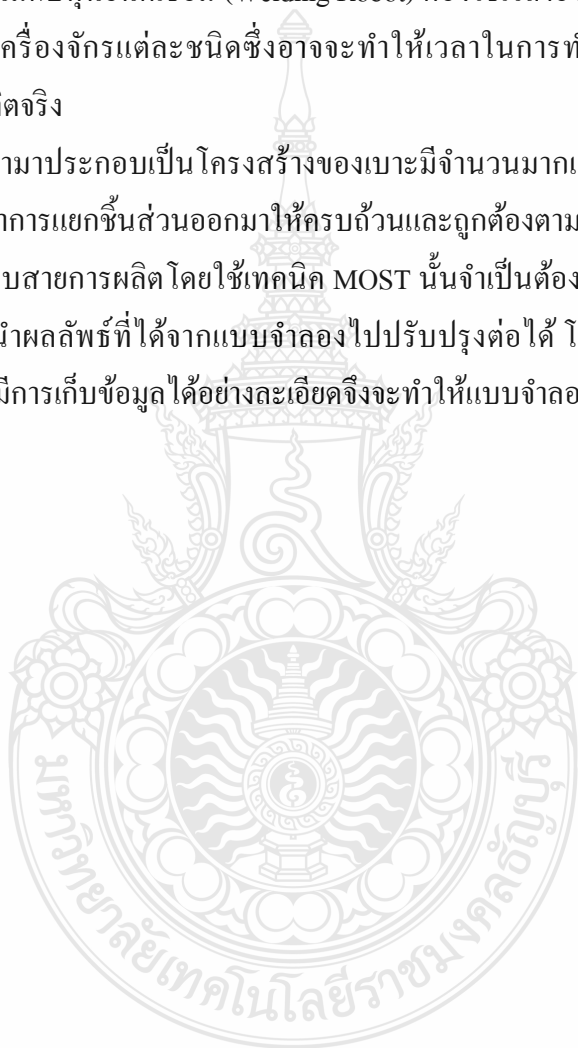 (Welding Robot)
ครื่องจักรแต่ละชนิดซึ่งอาจจะทำให้เวลาในการทำ
ิตจริง
ามาประกอบเป็นโครงสร้างของเบาะมีจำนวนมากเ
าการแยกชิ้นส่วนออกมาให้ครบถ้วนและถูกต้องตาม
บสายการผลิตโดยใช้เทคนิค MOST นั้นจำเป็นต้อง
นำผลลัพธ์ที่ได้จากแบบจำลองไปปรับปรุงต่อได้ โ
มีการเก็บข้อมูลได้อย่างละเอียดจึงจะทำให้แบบจำลอ
มหาวิทยาลัยเทคโนโลยีราชมงคลธัญบุรี